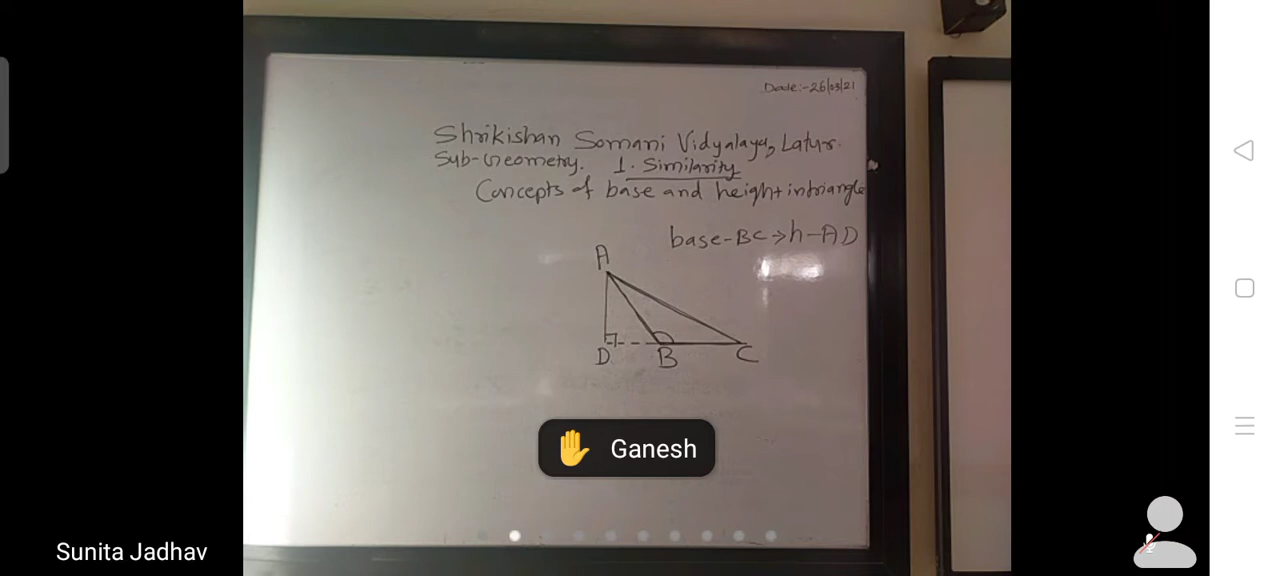 Date:-26/03/21
Shrikishan Somani Vidyalaya, Latur.
Sub-Geometry. 1. Similarity
Concepts of base and height in triangle
base-BC→h-AD
A
D B C
✋ Ganesh
Sunita Jadhav